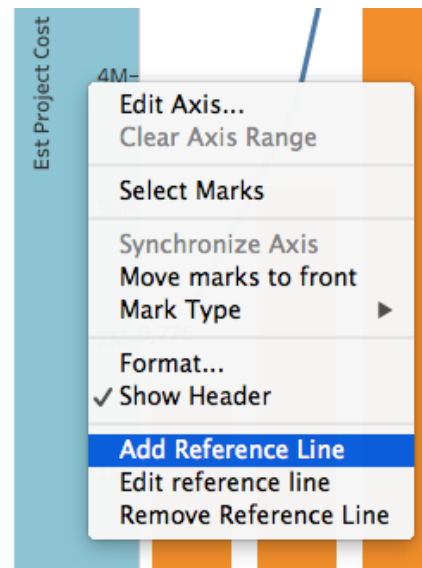 Est Project Cost
4M
Edit Axis...
Clear Axis Range
Select Marks
Synchronize Axis
Move marks to front
Mark Type
Format...
Show Header
Add Reference Line
Edit reference line
Remove Reference Line